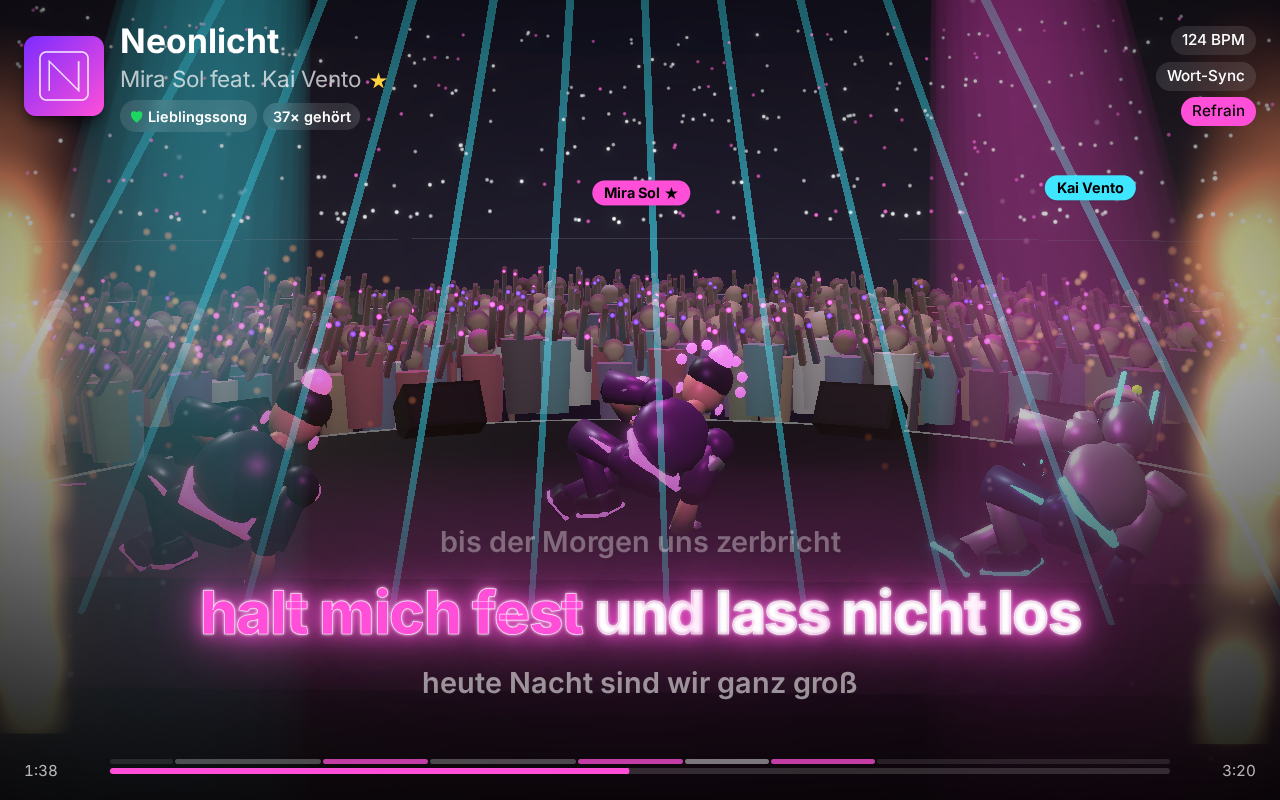 Neonlicht
Mira Sol feat. Kai Vento ★
Lieblingssong
37× gehört
124 BPM
Wort-Sync
Refrain
Mira Sol ★
Kai Vento
bis der Morgen uns zerbricht
halt mich fest und lass nicht los
heute Nacht sind wir ganz groß
1:38
3:20